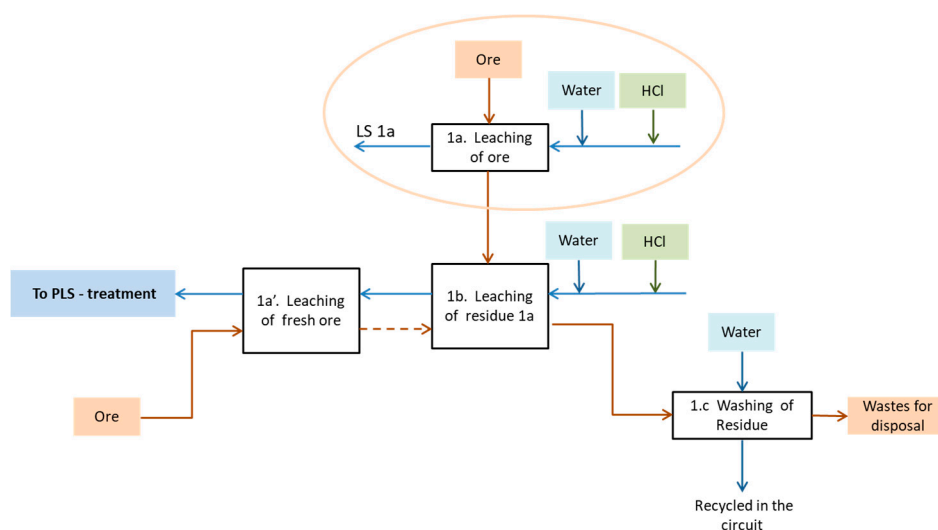 Ore
Water
HCl
LS 1a
1a. Leaching
of ore
Water
HCl
To PLS - treatment
1a’. Leaching
of fresh ore
1b. Leaching
of residue 1a
Water
Ore
1.c Washing of
Residue
Wastes for
disposal
Recycled in the
circuit